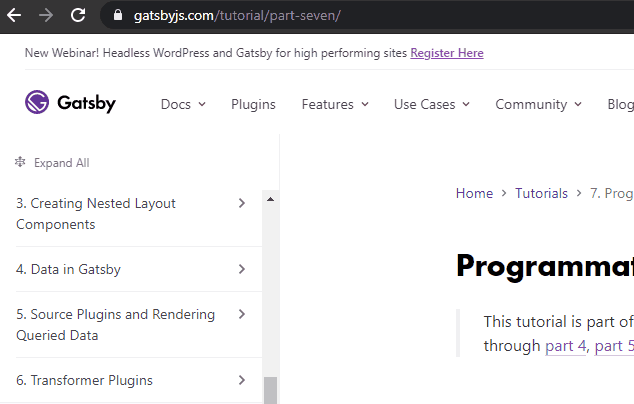 gatsbyjs.com/tutorial/part-seven/
New Webinar! Headless WordPress and Gatsby for high performing sites Register Here
Gatsby Docs Plugins Features Use Cases Community Blog
Expand All
3. Creating Nested Layout
Components
4. Data in Gatsby
5. Source Plugins and Rendering
Queried Data
6. Transformer Plugins
Home > Tutorials > 7. Prog
Programmat
This tutorial is part of
through part 4, part 5